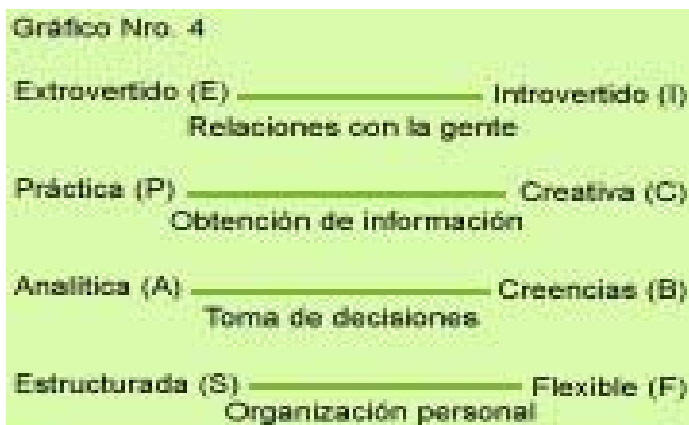 Gráfico Nro. 4
Extrovertido (E) Introvertido (I)
Relaciones con la gente
Práctica (P) Creativa (C)
Obtención de información
Analítica (A) Creencias (B)
Toma de decisiones
Estructurada (S) Flexible (F)
Organización personal